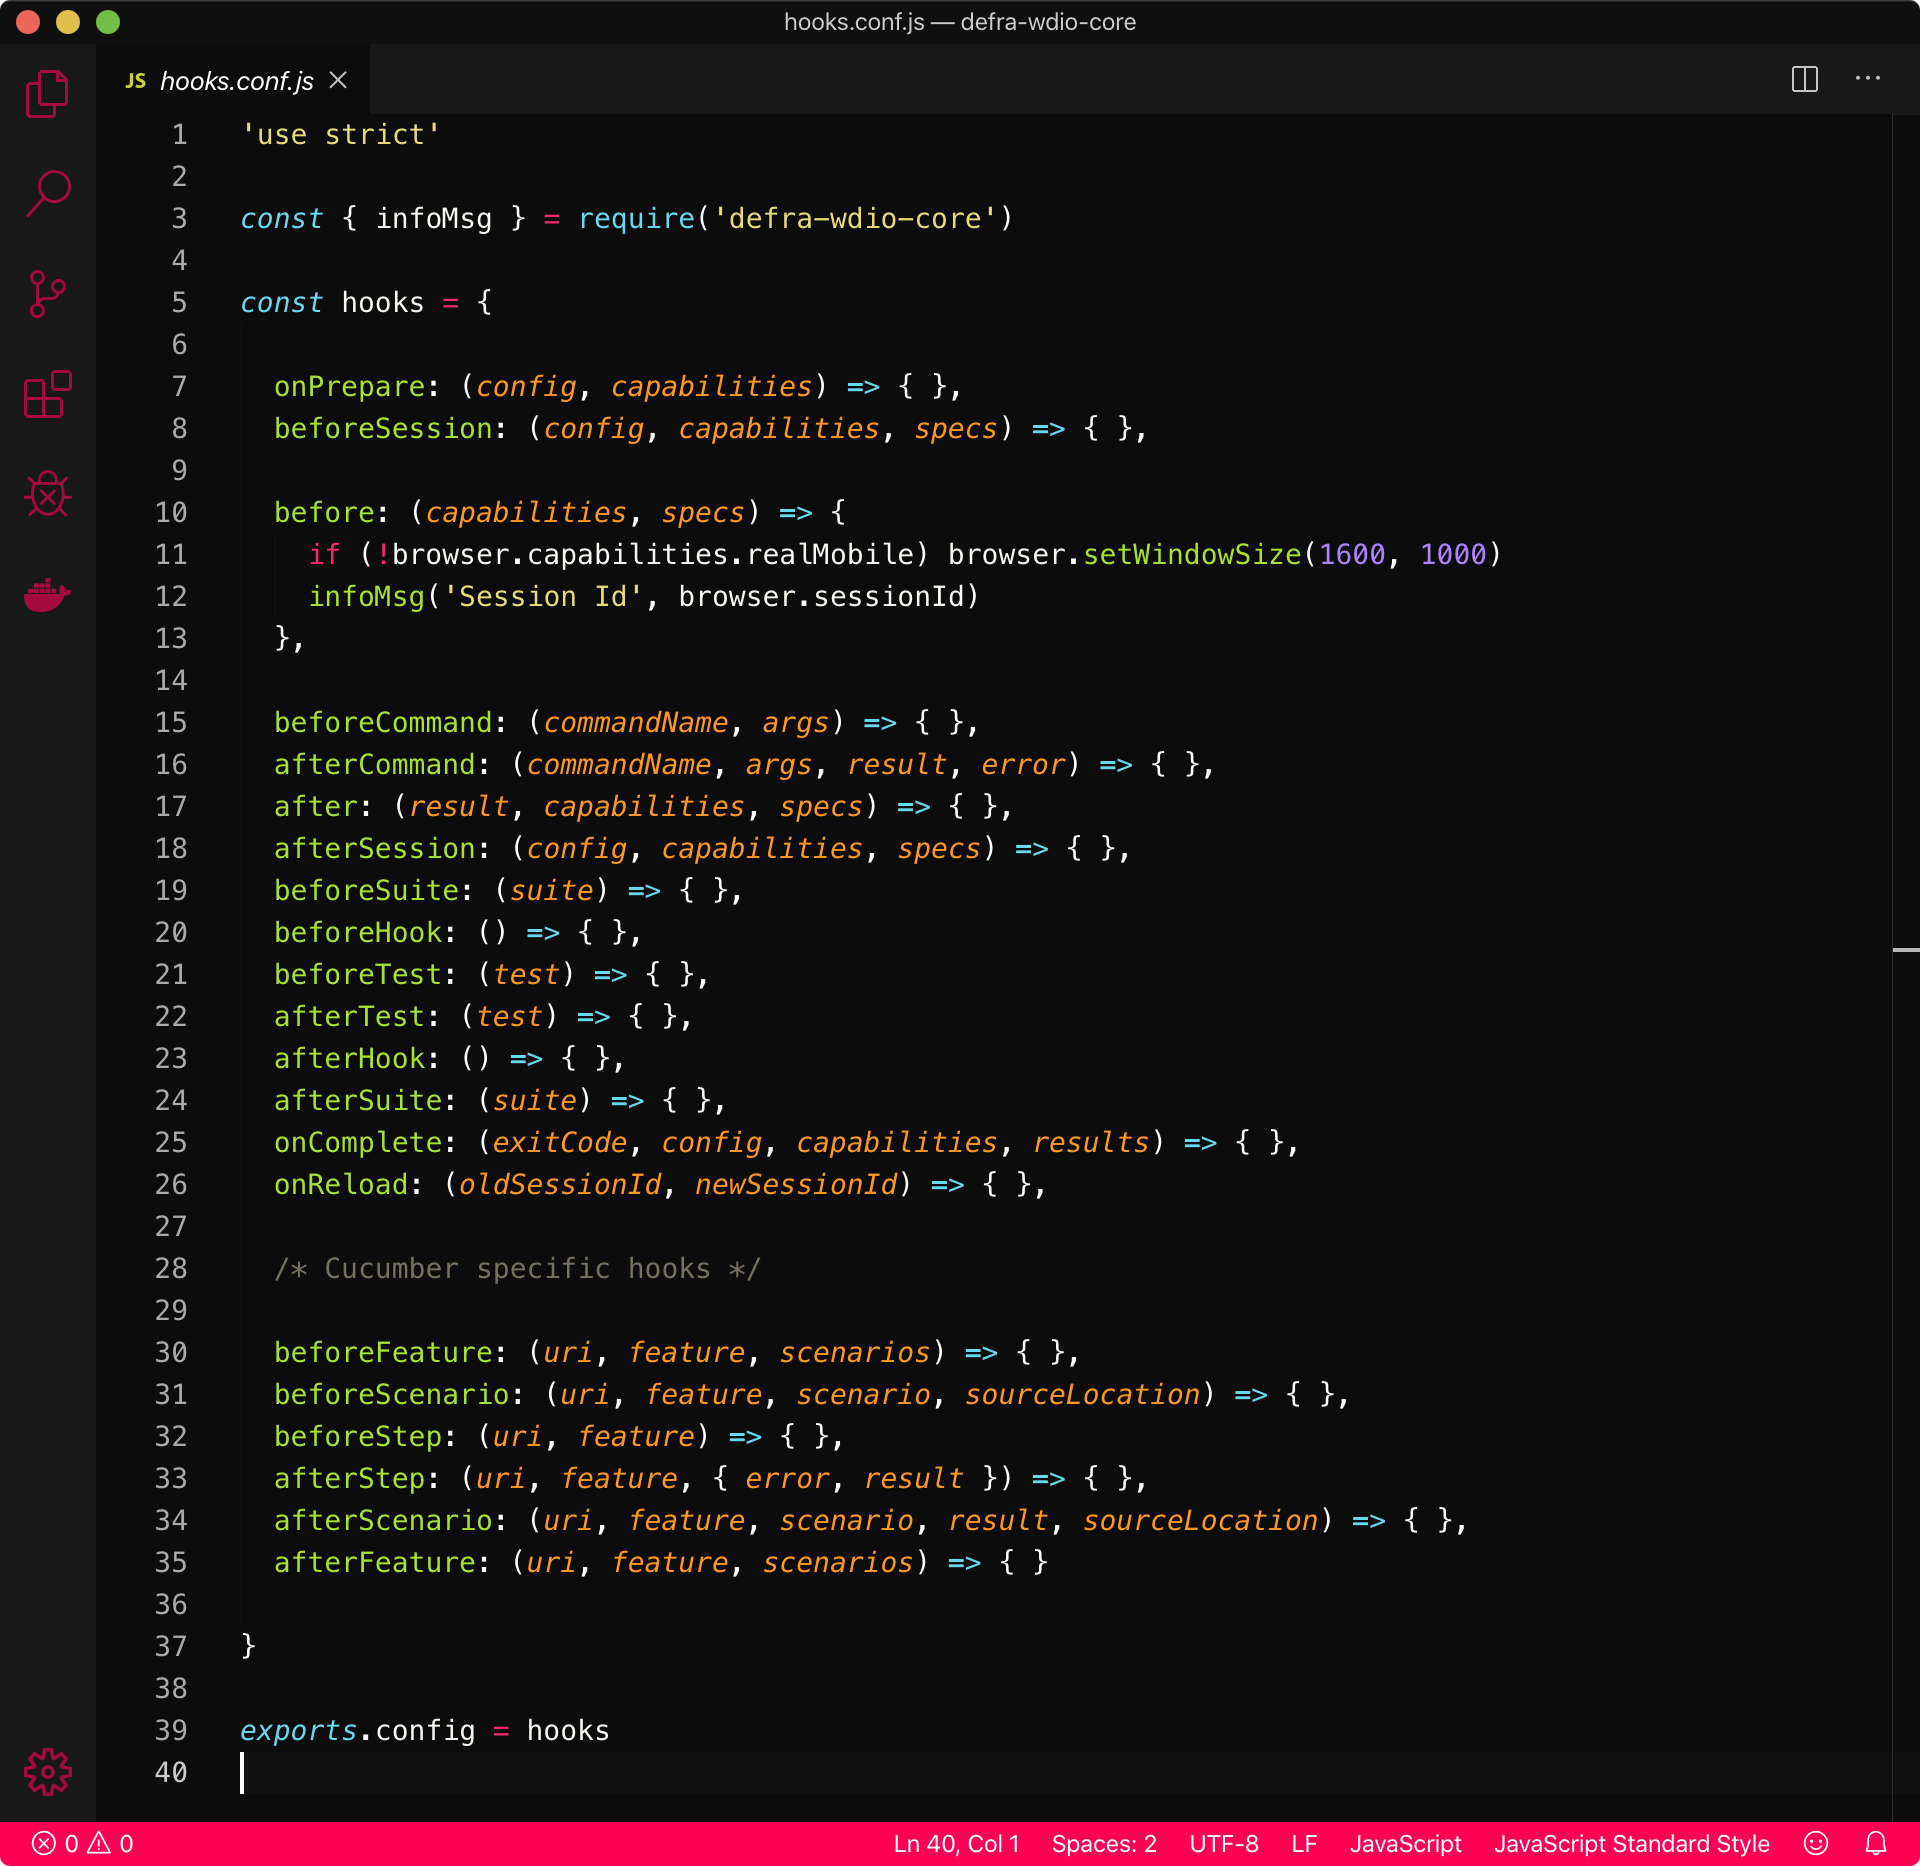 hooks.conf.js — defra-wdio-core
JS hooks.conf.js
1 'use strict'
2
3 const { infoMsg } = require('defra-wdio-core')
4
5 const hooks = {
6
7 onPrepare: (config, capabilities) => { },
8 beforeSession: (config, capabilities, specs) => { },
9
10 before: (capabilities, specs) => {
11 if (!browser.capabilities.realMobile) browser.setWindowSize(1600, 1000)
12 infoMsg('Session Id', browser.sessionId)
13 },
14
15 beforeCommand: (commandName, args) => { },
16 afterCommand: (commandName, args, result, error) => { },
17 after: (result, capabilities, specs) => { },
18 afterSession: (config, capabilities, specs) => { },
19 beforeSuite: (suite) => { },
20 beforeHook: () => { },
21 beforeTest: (test) => { },
22 afterTest: (test) => { },
23 afterHook: () => { },
24 afterSuite: (suite) => { },
25 onComplete: (exitCode, config, capabilities, results) => { },
26 onReload: (oldSessionId, newSessionId) => { },
27
28 /* Cucumber specific hooks */
29
30 beforeFeature: (uri, feature, scenarios) => { },
31 beforeScenario: (uri, feature, scenario, sourceLocation) => { },
32 beforeStep: (uri, feature) => { },
33 afterStep: (uri, feature, { error, result }) => { },
34 afterScenario: (uri, feature, scenario, result, sourceLocation) => { },
35 afterFeature: (uri, feature, scenarios) => { }
36
37 }
38
39 exports.config = hooks
40
0 0 Ln 40, Col 1 Spaces: 2 UTF-8 LF JavaScript JavaScript Standard Style